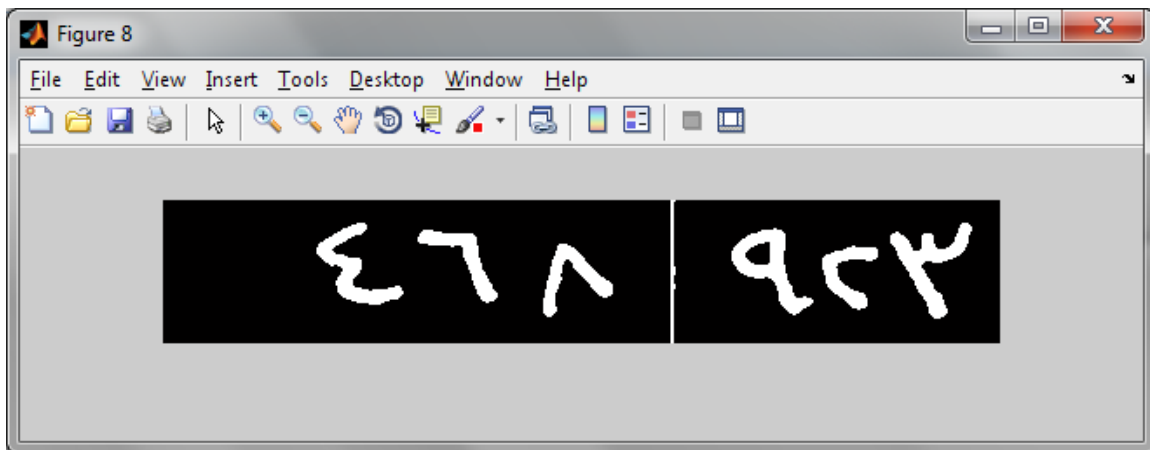 Figure 8
File Edit View Insert Tools Desktop Window Help
٤٦٨ ٩٢٣